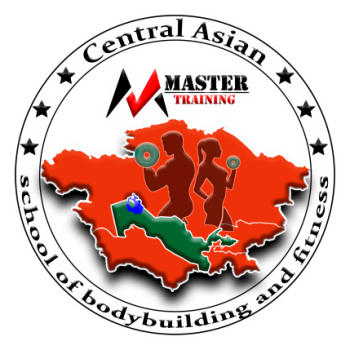 Central Asian
MASTER
TRAINING
school of bodybuilding and fitness